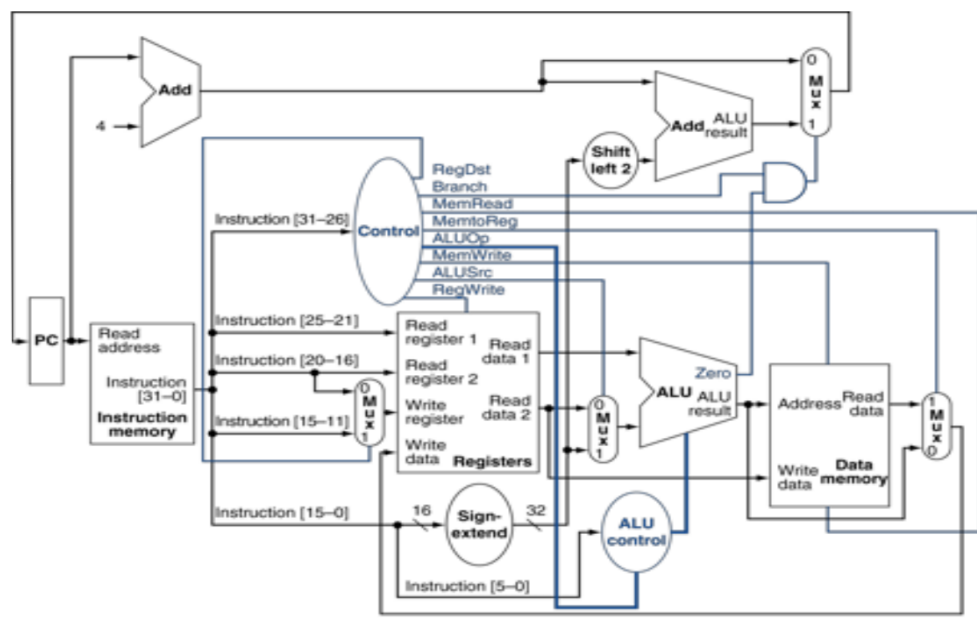 Add
4
0
Mux
1
Add
ALU
result
Shift
left 2
RegDst
Branch
MemRead
MemtoReg
ALUOp
MemWrite
ALUSrc
RegWrite
Control
Instruction [31–26]
Instruction [25–21]
Instruction [20–16]
Instruction [15–11]
Instruction [15–0]
Instruction [5–0]
PC
Read
address
Instruction
[31–0]
Instruction
memory
0
Mux
1
Read
register 1
Read
register 2
Write
register
Write
data
Read
data 1
Read
data 2
Registers
0
Mux
1
Zero
ALU
ALU
result
Address
Read
data
Write
data
Data
memory
1
Mux
0
16
Sign-
extend
32
ALU
control